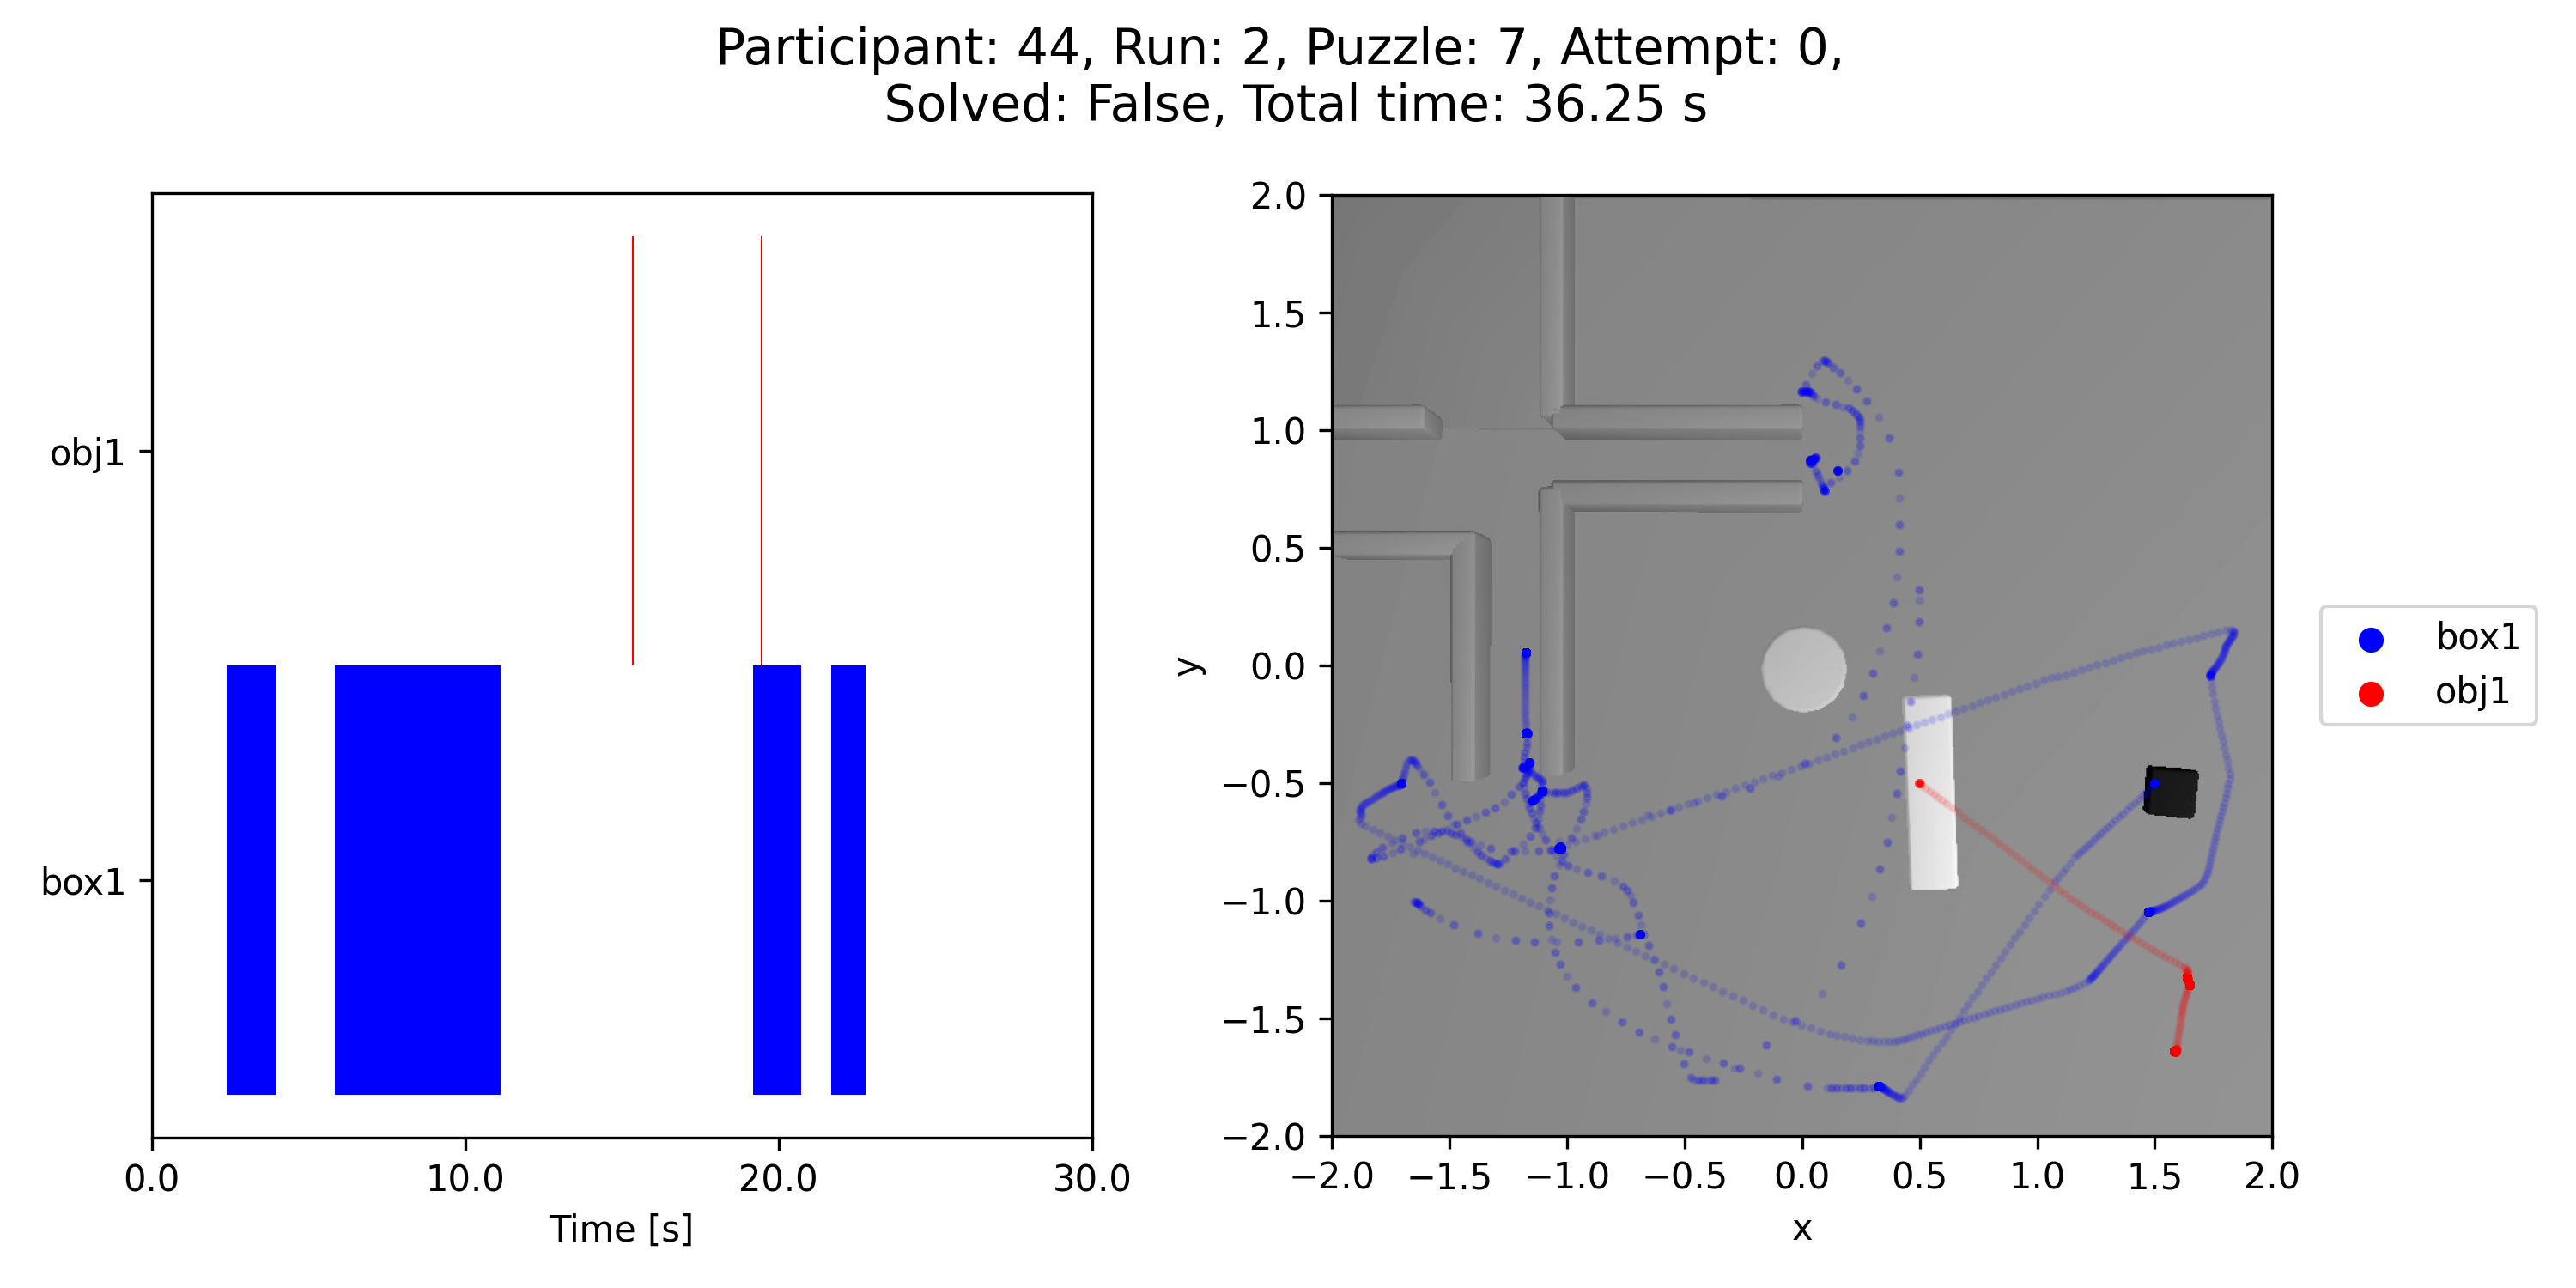 Participant: 44, Run: 2, Puzzle: 7, Attempt: 0,
Solved: False, Total time: 36.25 s
obj1
box1
0.0 10.0 20.0 30.0
Time [s]
2.0
1.5
1.0
0.5
0.0
−0.5
−1.0
−1.5
−2.0
y
−2.0 −1.5 −1.0 −0.5 0.0 0.5 1.0 1.5 2.0
x
box1
obj1